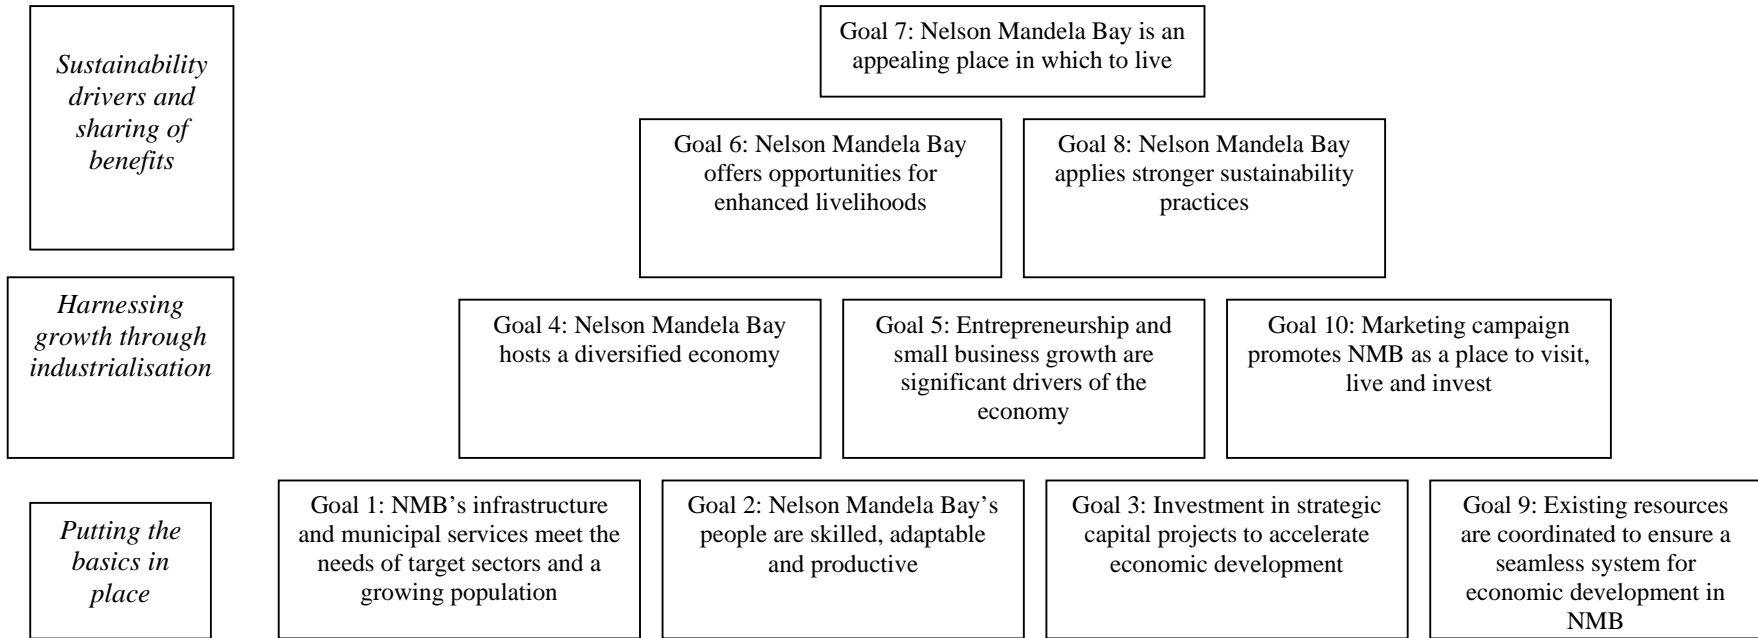 Sustainability
drivers and
sharing of
benefits
Goal 7: Nelson Mandela Bay is an
appealing place in which to live
Goal 6: Nelson Mandela Bay
offers opportunities for
enhanced livelihoods
Goal 8: Nelson Mandela Bay
applies stronger sustainability
practices
Harnessing
growth through
industrialisation
Goal 4: Nelson Mandela Bay
hosts a diversified economy
Goal 5: Entrepreneurship and
small business growth are
significant drivers of the
economy
Goal 10: Marketing campaign
promotes NMB as a place to visit,
live and invest
Putting the
basics in
place
Goal 1: NMB’s infrastructure
and municipal services meet the
needs of target sectors and a
growing population
Goal 2: Nelson Mandela Bay’s
people are skilled, adaptable
and productive
Goal 3: Investment in strategic
capital projects to accelerate
economic development
Goal 9: Existing resources
are coordinated to ensure a
seamless system for
economic development in
NMB